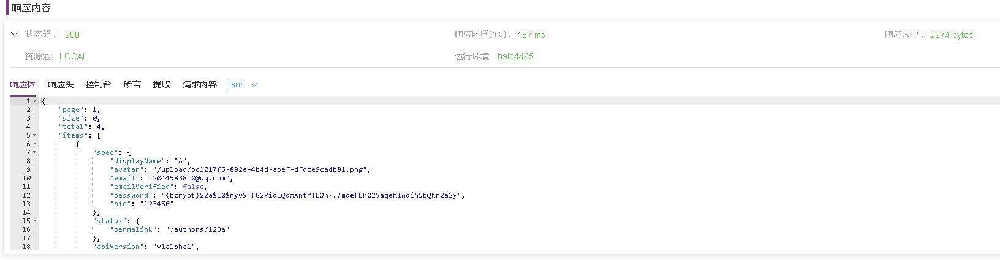 响应内容
状态码： 200 响应时间(ms)： 187 ms 响应大小： 2274 bytes
资源池: LOCAL 运行环境: halo4465
响应体 响应头 控制台 断言 提取 请求内容 json
1 {
2 "page": 1,
3 "size": 0,
4 "total": 4,
5 "items": [
6 {
7 "spec": {
8 "displayName": "A",
9 "avatar": "/upload/bc1017f5-892e-4b4d-abef-dfdce9cadb81.png",
10 "email": "2044583810@qq.com",
11 "emailVerified": false,
12 "password": "{bcrypt}$2a$10$myv9Ff82PidlQqxXntYTLOh/./mdefEh02VaqeMIAqiA5bQKr2a2y",
13 "bio": "123456"
14 },
15 "status": {
16 "permalink": "/authors/123a"
17 },
18 "apiVersion": "v1alpha1",